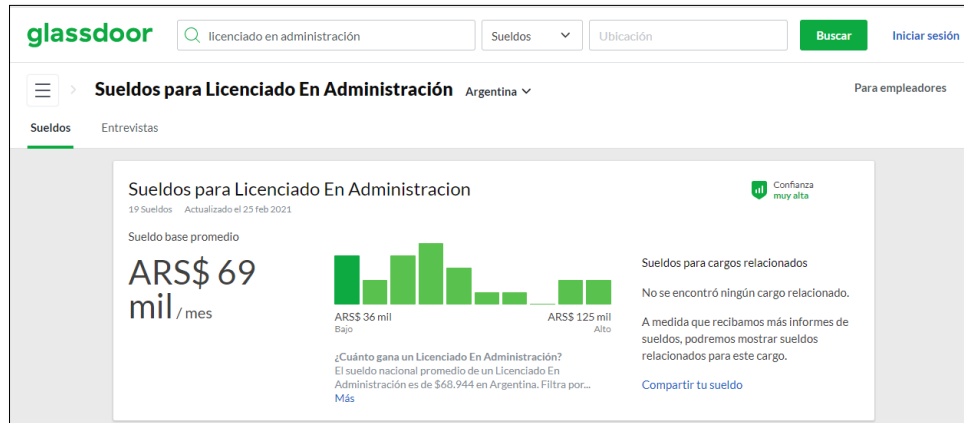 glassdoor
licenciado en administración
Sueldos
Ubicación
Buscar
Iniciar sesión
Sueldos para Licenciado En Administración Argentina
Para empleadores
Sueldos
Entrevistas
Sueldos para Licenciado En Administracion
19 Sueldos Actualizado el 25 feb 2021
Confianza
muy alta
Sueldo base promedio
ARS$ 69
mil / mes
ARS$ 36 mil
Bajo
ARS$ 125 mil
Alto
¿Cuánto gana un Licenciado En Administración?
El sueldo nacional promedio de un Licenciado En
Administración es de $68.944 en Argentina. Filtra por...
Más
Sueldos para cargos relacionados
No se encontró ningún cargo relacionado.
A medida que recibamos más informes de
sueldos, podremos mostrar sueldos
relacionados para este cargo.
Compartir tu sueldo